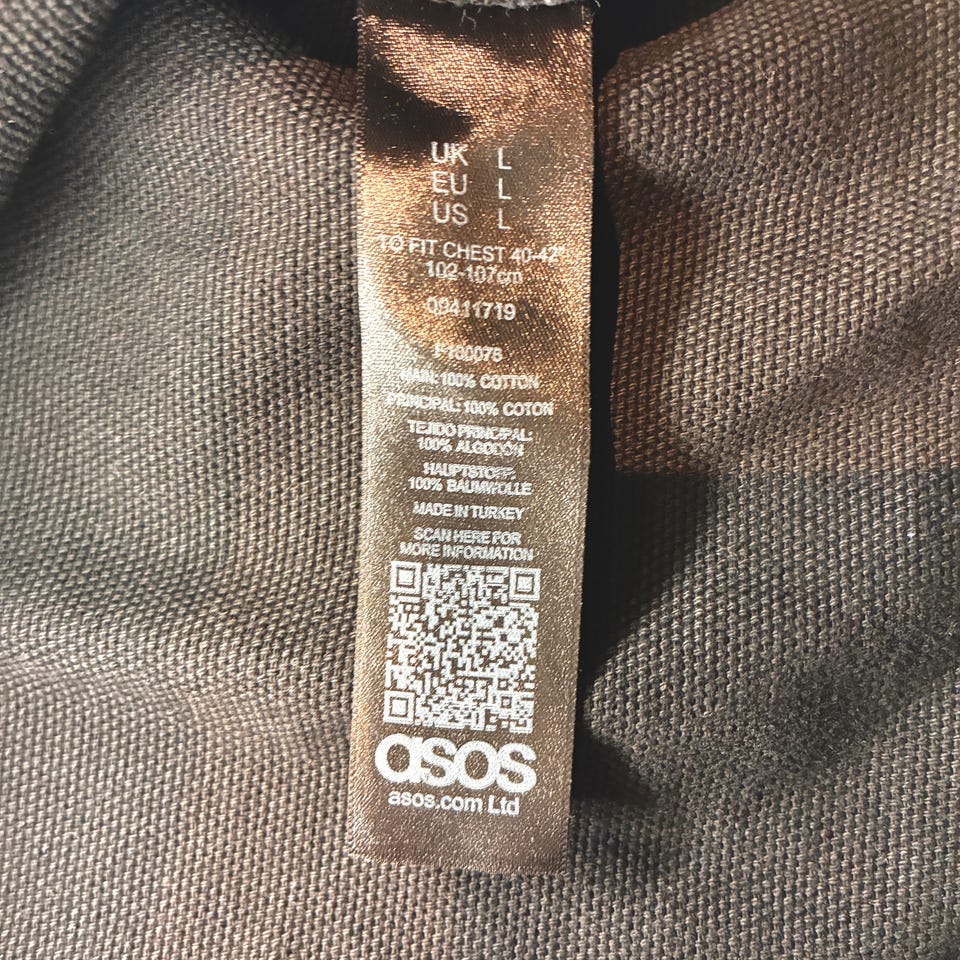 UK L
EU L
US L
TO FIT CHEST 40-42"
102-107cm
09411719
F100078
MAIN: 100% COTTON
PRINCIPAL: 100% COTON
TEJIDO PRINCIPAL:
100% ALGODON
HAUPTSTOFF:
100% BAUMWOLLE
MADE IN TURKEY
SCAN HERE FOR
MORE INFORMATION
asos
asos.com Ltd